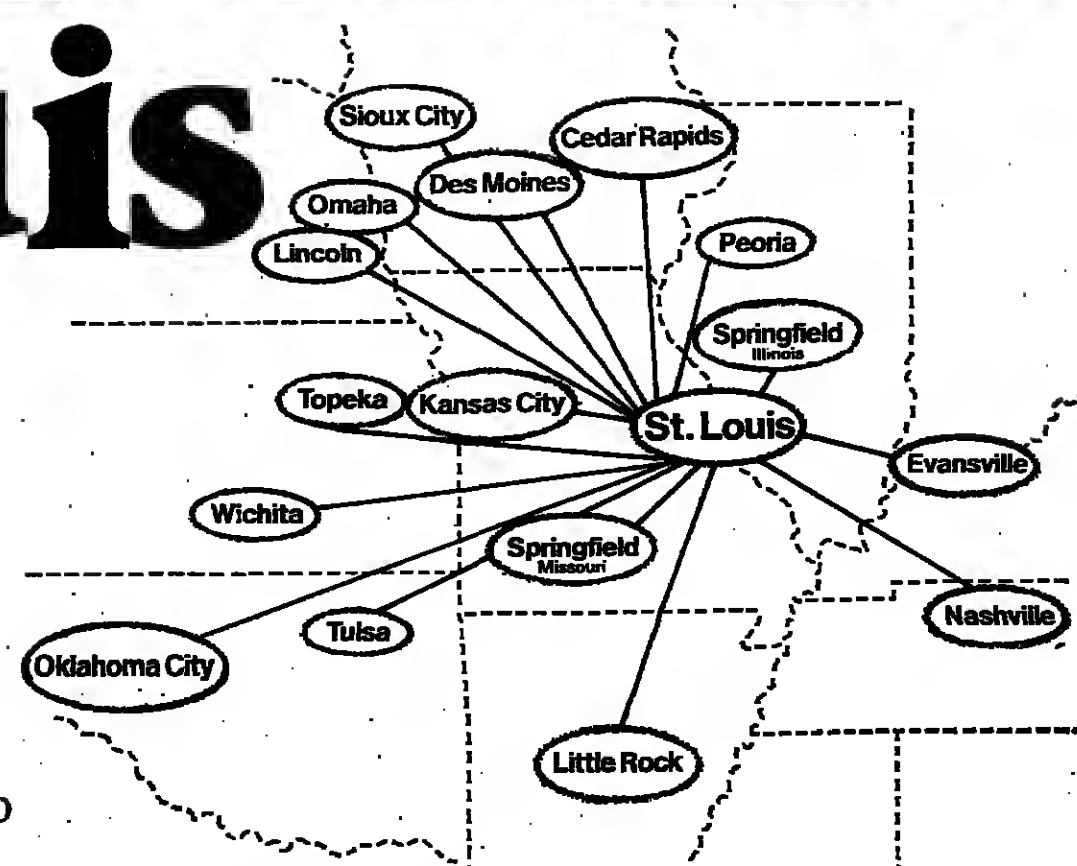 uis
Sioux City
Cedar Rapids
Des Moines
Omaha
Peoria
Lincoln
Springfield
Illinois
Topeka
Kansas City
St. Louis
Evansville
Wichita
Springfield
Missouri
Nashville
Tulsa
Oklahoma City
Little Rock